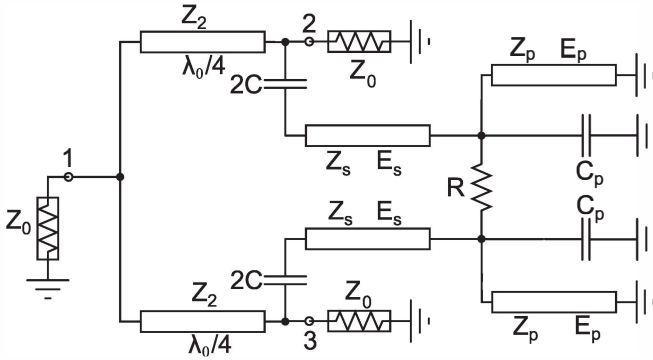 Z₂
2
λ₀/4
Z₀
Zₚ Eₚ
2C
Zₛ Eₛ
Cₚ
1
R
Z₀
Zₛ Eₛ
Cₚ
2C
Z₂
Z₀
λ₀/4
3
Zₚ Eₚ